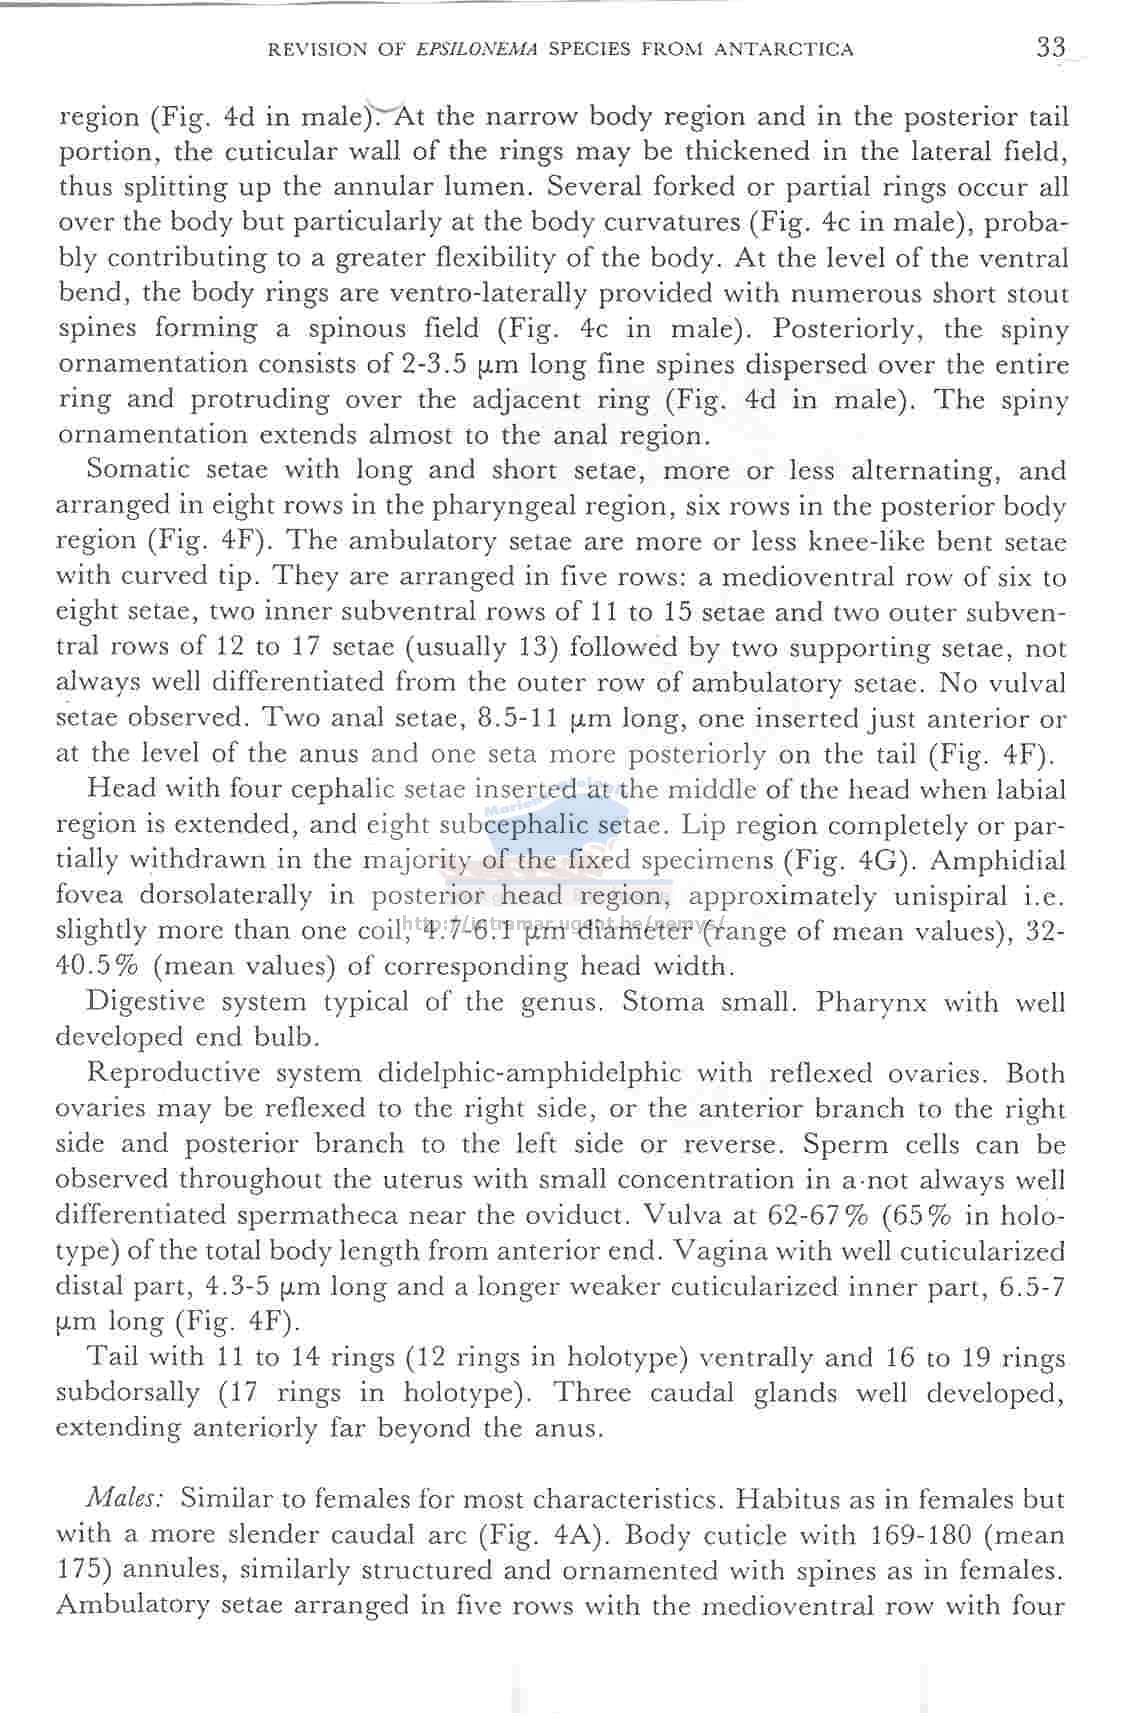 REVISION OF EPSILONEMA SPECIES FROM ANTARCTICA 33
region (Fig. 4d in male). At the narrow body region and in the posterior tail
portion, the cuticular wall of the rings may be thickened in the lateral field,
thus splitting up the annular lumen. Several forked or partial rings occur all
over the body but particularly at the body curvatures (Fig. 4c in male), proba-
bly contributing to a greater flexibility of the body. At the level of the ventral
bend, the body rings are ventro-laterally provided with numerous short stout
spines forming a spinous field (Fig. 4c in male). Posteriorly, the spiny
ornamentation consists of 2-3.5 μm long fine spines dispersed over the entire
ring and protruding over the adjacent ring (Fig. 4d in male). The spiny
ornamentation extends almost to the anal region.
Somatic setae with long and short setae, more or less alternating, and
arranged in eight rows in the pharyngeal region, six rows in the posterior body
region (Fig. 4F). The ambulatory setae are more or less knee-like bent setae
with curved tip. They are arranged in five rows: a medioventral row of six to
eight setae, two inner subventral rows of 11 to 15 setae and two outer subven-
tral rows of 12 to 17 setae (usually 13) followed by two supporting setae, not
always well differentiated from the outer row of ambulatory setae. No vulval
setae observed. Two anal setae, 8.5-11 μm long, one inserted just anterior or
at the level of the anus and one seta more posteriorly on the tail (Fig. 4F).
Head with four cephalic setae inserted at the middle of the head when labial
region is extended, and eight subcephalic setae. Lip region completely or par-
tially withdrawn in the majority of the fixed specimens (Fig. 4G). Amphidial
fovea dorsolaterally in posterior head region, approximately unispiral i.e.
slightly more than one coil, 4.7-6.1 μm diameter (range of mean values), 32-
http://intramar.ugent.be/nemys/
40.5% (mean values) of corresponding head width.
Digestive system typical of the genus. Stoma small. Pharynx with well
developed end bulb.
Reproductive system didelphic-amphidelphic with reflexed ovaries. Both
ovaries may be reflexed to the right side, or the anterior branch to the right
side and posterior branch to the left side or reverse. Sperm cells can be
observed throughout the uterus with small concentration in a not always well
differentiated spermatheca near the oviduct. Vulva at 62-67% (65% in holo-
type) of the total body length from anterior end. Vagina with well cuticularized
distal part, 4.3-5 μm long and a longer weaker cuticularized inner part, 6.5-7
μm long (Fig. 4F).
Tail with 11 to 14 rings (12 rings in holotype) ventrally and 16 to 19 rings
subdorsally (17 rings in holotype). Three caudal glands well developed,
extending anteriorly far beyond the anus.
Males: Similar to females for most characteristics. Habitus as in females but
with a more slender caudal arc (Fig. 4A). Body cuticle with 169-180 (mean
175) annules, similarly structured and ornamented with spines as in females.
Ambulatory setae arranged in five rows with the medioventral row with four